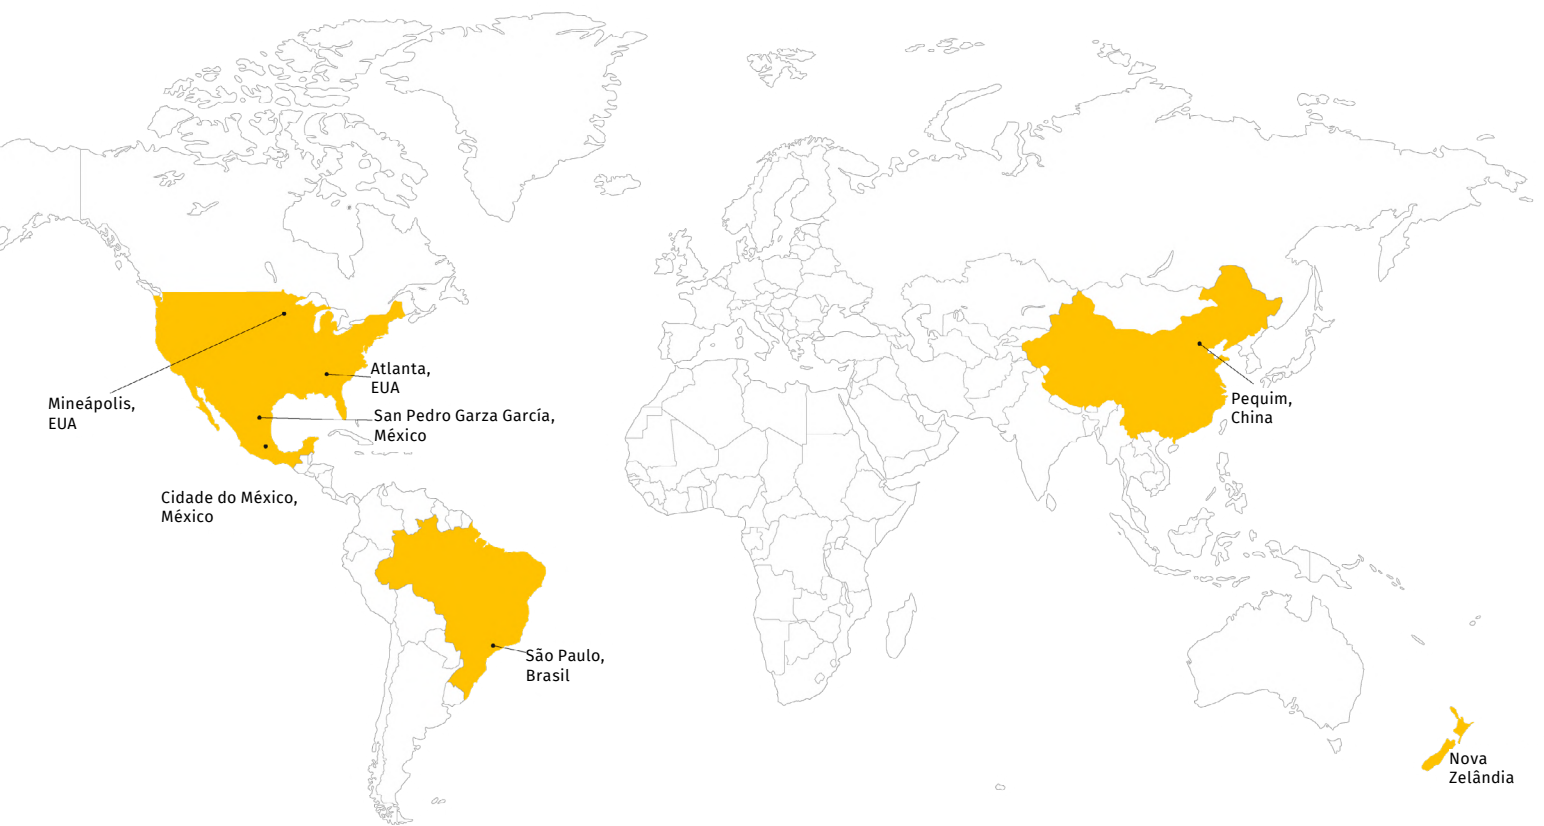 Atlanta,
EUA
Mineápolis,
EUA
San Pedro Garza García,
México
Pequim,
China
Cidade do México,
México
São Paulo,
Brasil
Nova
Zelândia